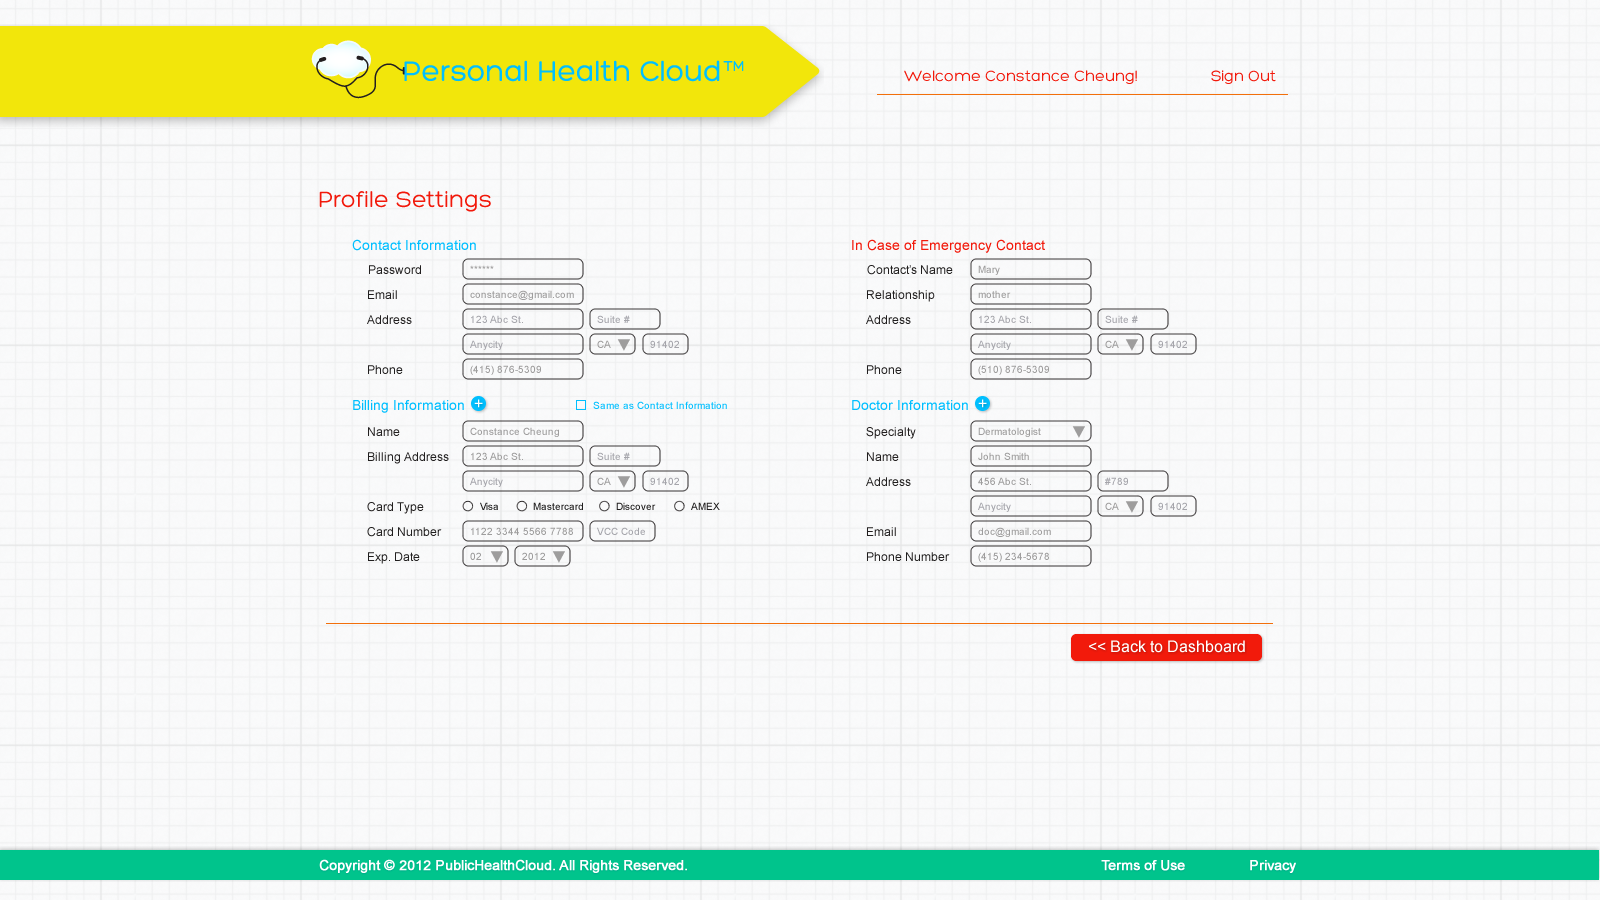 Personal Health Cloud™
Welcome Constance Cheung! Sign Out
Profile Settings
Contact Information
Password ******
Email constance@gmail.com
Address 123 Abc St. Suite #
Anycity CA 91402
Phone (415) 876-5309
In Case of Emergency Contact
Contact's Name Mary
Relationship mother
Address 123 Abc St. Suite #
Anycity CA 91402
Phone (510) 876-5309
Billing Information + Same as Contact Information
Name Constance Cheung
Billing Address 123 Abc St. Suite #
Anycity CA 91402
Card Type Visa Mastercard Discover AMEX
Card Number 1122 3344 5566 7788 VCC Code
Exp. Date 02 2012
Doctor Information +
Specialty Dermatologist
Name John Smith
Address 456 Abc St. #789
Anycity CA 91402
Email doc@gmail.com
Phone Number (415) 234-5678
<< Back to Dashboard
Copyright © 2012 PublicHealthCloud. All Rights Reserved. Terms of Use Privacy